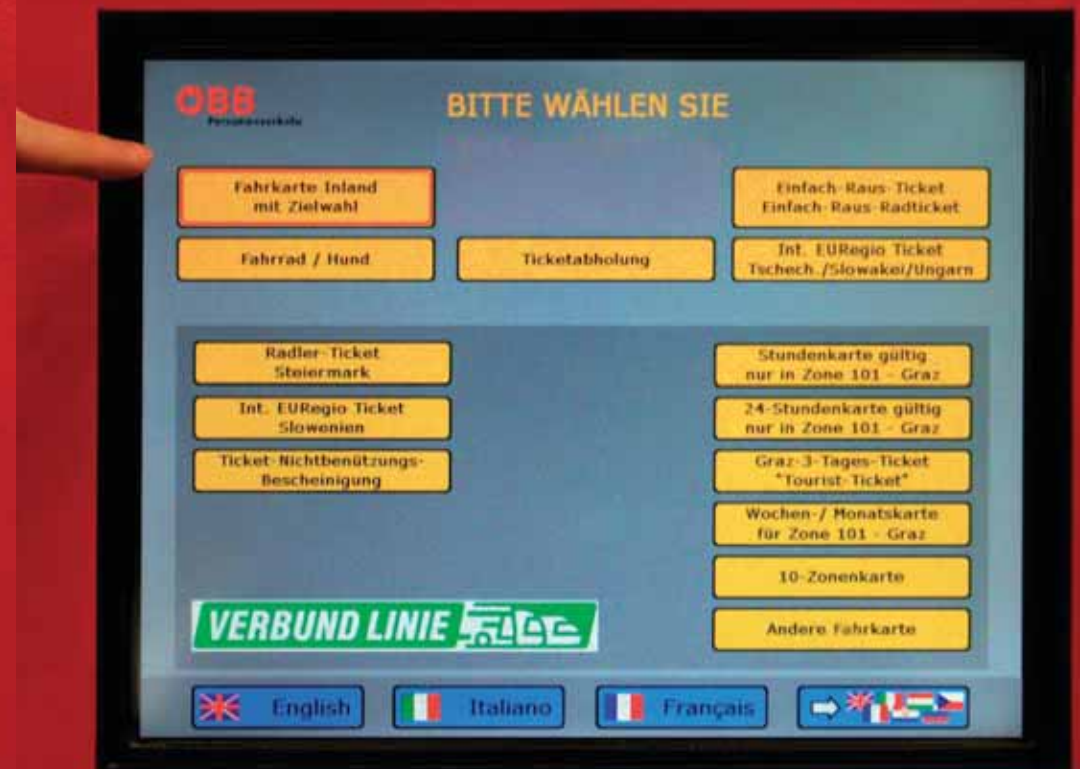 ÖBB
Personenverkehr
BITTE WÄHLEN SIE
Fahrkarte Inland
mit Zielwahl
Einfach-Raus-Ticket
Einfach-Raus-Radticket
Fahrrad / Hund
Ticketabholung
Int. EURegio Ticket
Tschech./Slowakei/Ungarn
Radler-Ticket
Steiermark
Int. EURegio Ticket
Slowenien
Ticket-Nichtbenützungs-
Bescheinigung
Stundenkarte gültig
nur in Zone 101 - Graz
24-Stundenkarte gültig
nur in Zone 101 - Graz
Graz-3-Tages-Ticket
"Tourist-Ticket"
Wochen-/ Monatskarte
für Zone 101 - Graz
10-Zonenkarte
Andere Fahrkarte
VERBUND LINIE
English
Italiano
Français